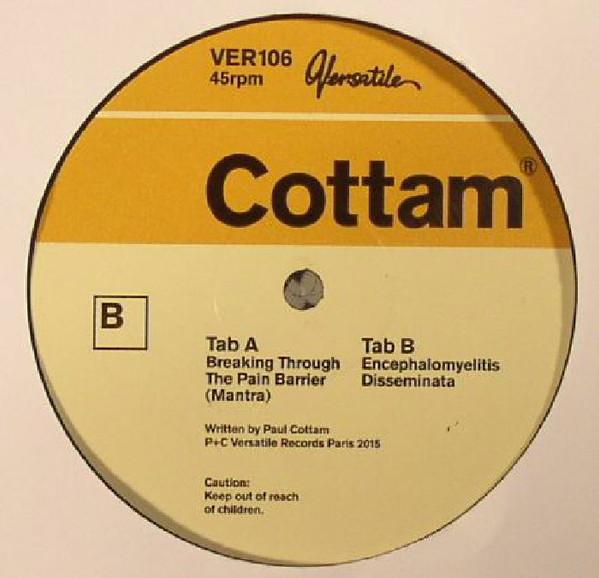 VER106
45rpm
Versatile
Cottam®
B
Tab A
Breaking Through
The Pain Barrier
(Mantra)
Tab B
Encephalomyelitis
Disseminata
Written by Paul Cottam
P+C Versatile Records Paris 2015
Caution:
Keep out of reach
of children.